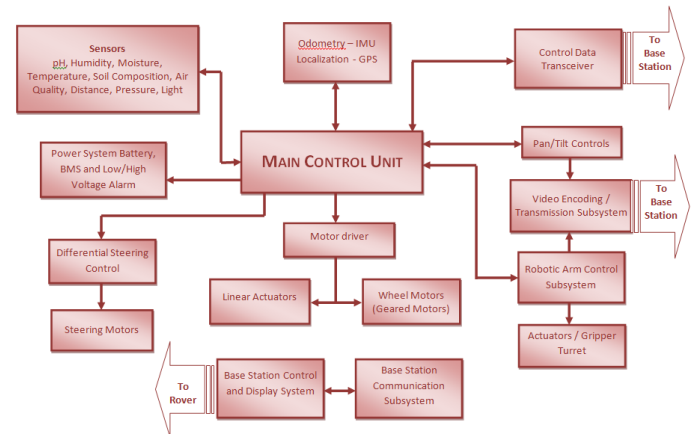 Sensors
pH, Humidity, Moisture,
Temperature, Soil Composition, Air
Quality, Distance, Pressure, Light
Odometry – IMU
Localization - GPS
Control Data
Transceiver
To
Base
Station
MAIN CONTROL UNIT
Power System Battery,
BMS and Low/High
Voltage Alarm
Pan/Tilt Controls
Video Encoding /
Transmission Subsystem
To
Base
Station
Motor driver
Differential Steering
Control
Robotic Arm Control
Subsystem
Linear Actuators
Wheel Motors
(Geared Motors)
Steering Motors
Actuators / Gripper
Turret
To
Rover
Base Station Control
and Display System
Base Station
Communication
Subsystem